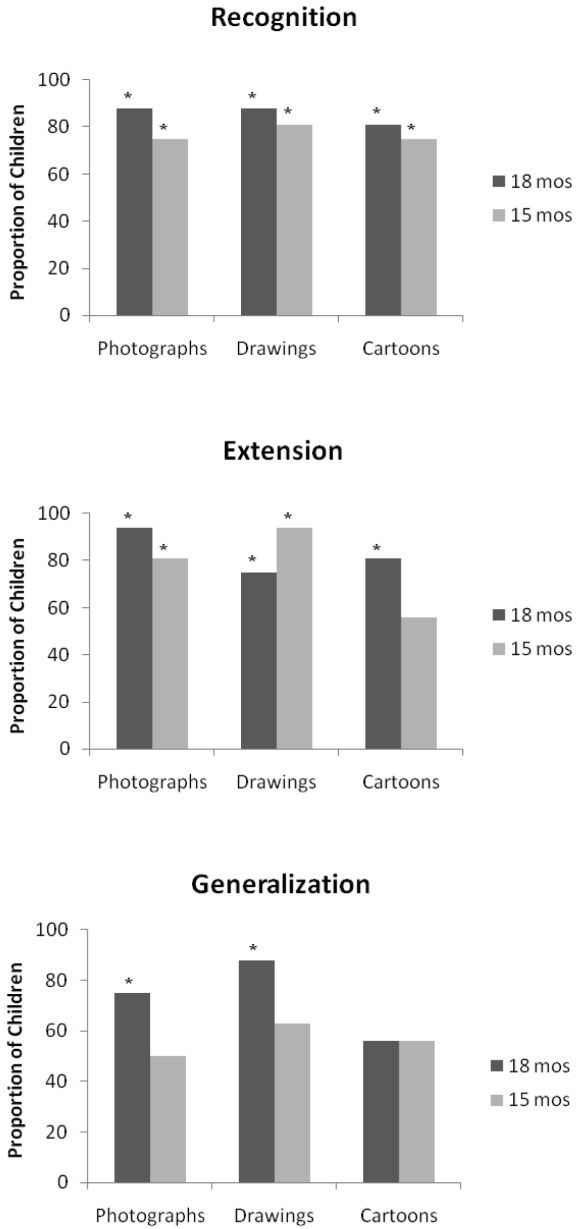 Recognition
100
80
60
40
20
0
Proportion of Children
* * * * * *
Photographs Drawings Cartoons
18 mos
15 mos
Extension
100
80
60
40
20
0
Proportion of Children
* * * * *
Photographs Drawings Cartoons
18 mos
15 mos
Generalization
100
80
60
40
20
0
Proportion of Children
* *
Photographs Drawings Cartoons
18 mos
15 mos